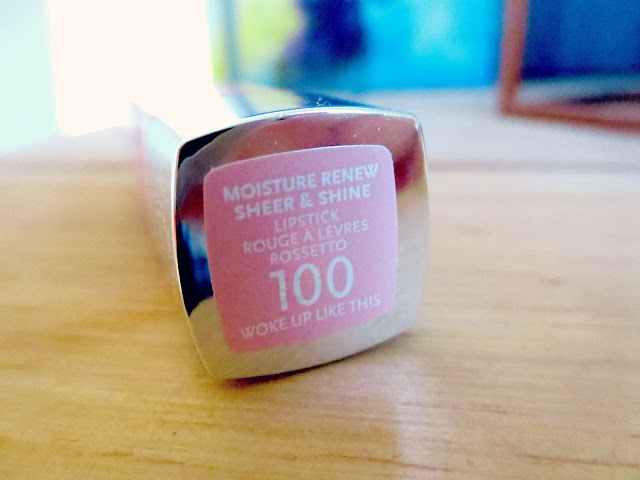 MOISTURE RENEW
SHEER & SHINE
LIPSTICK
ROUGE À LÈVRES
ROSSETTO
100
WOKE UP LIKE THIS